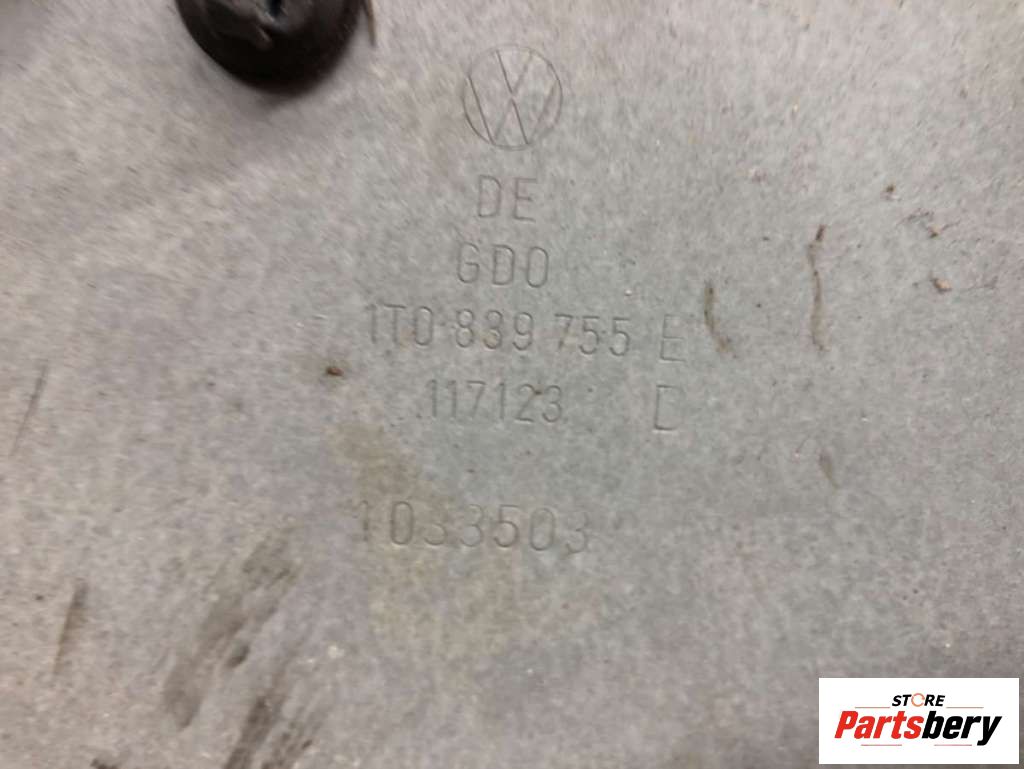 DE
GDO
1T0 839 755 E
.117123. D
1033503
STORE
Partsbery